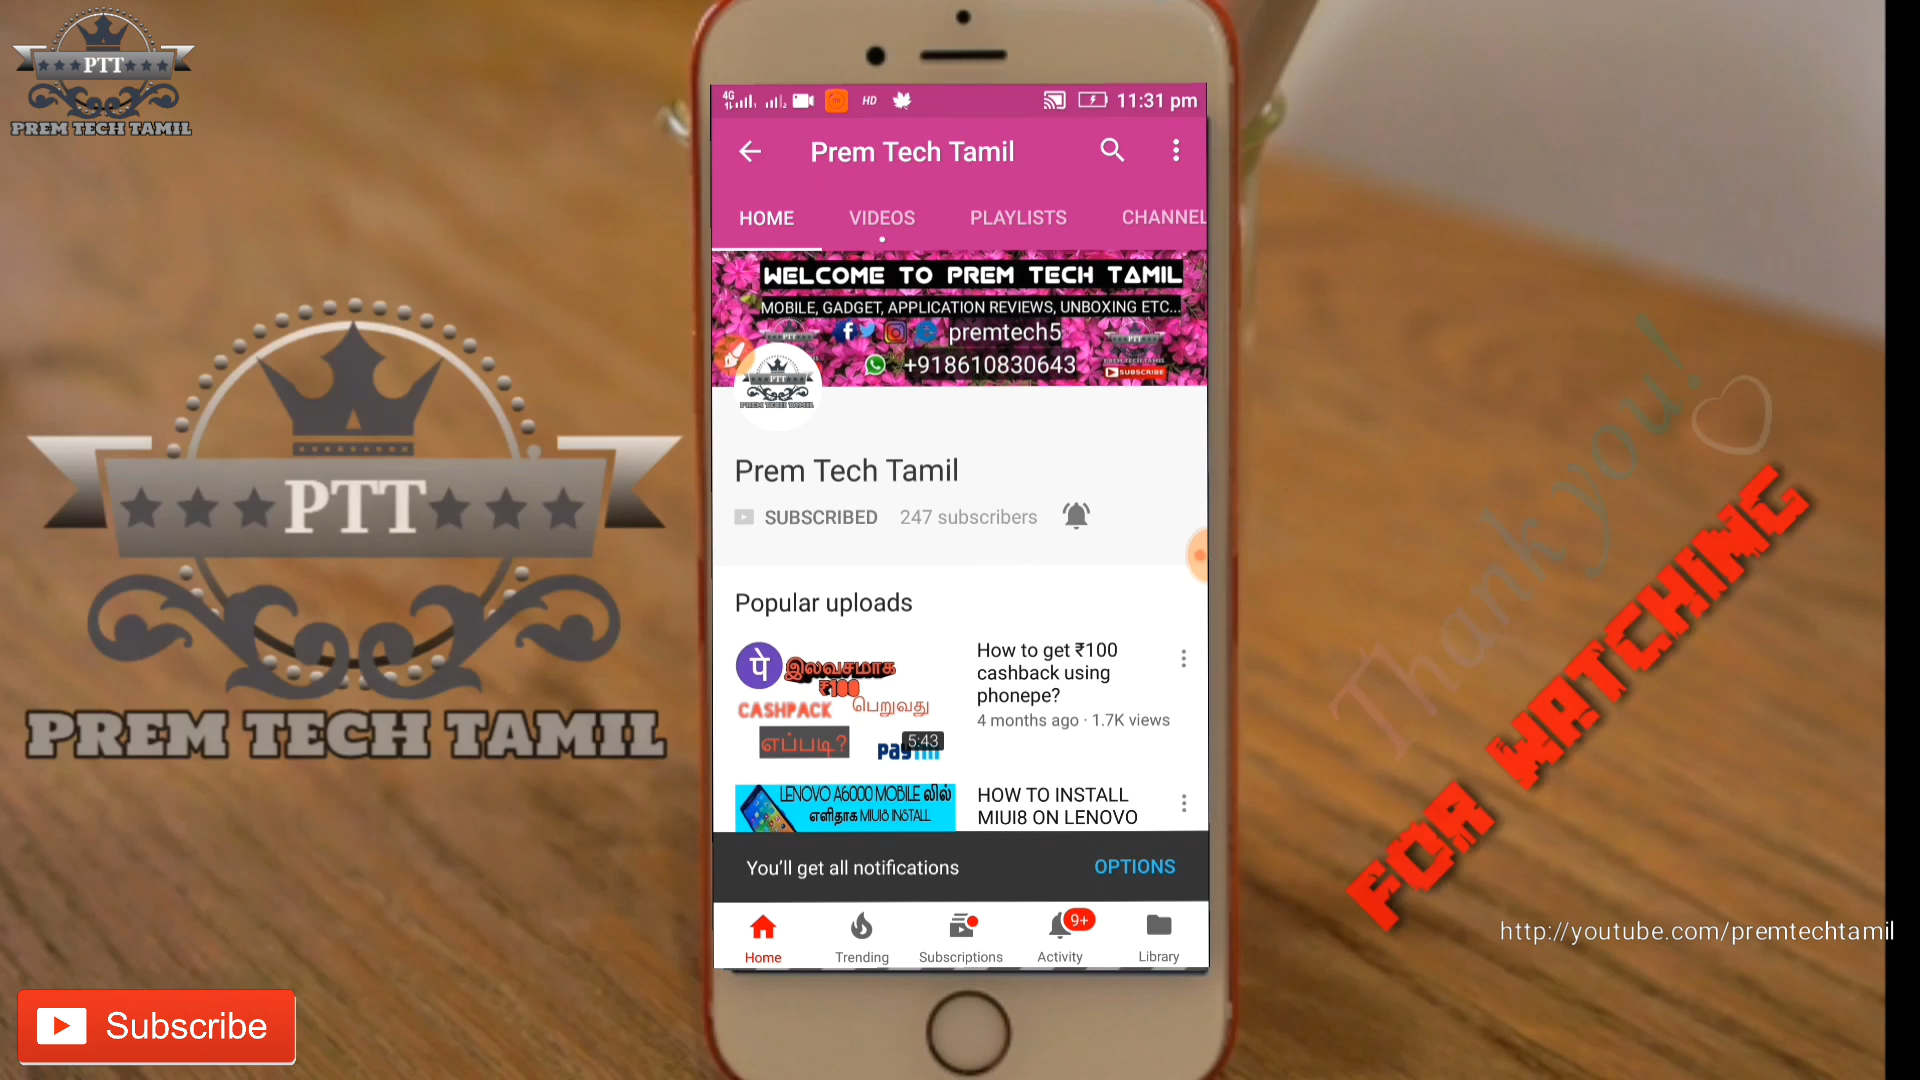 PTT
PREM TECH TAMIL
4G
HD
11:31 pm
Prem Tech Tamil
HOME
VIDEOS
PLAYLISTS
CHANNEL
WELCOME TO PREM TECH TAMIL
MOBILE, GADGET, APPLICATION REVIEWS, UNBOXING ETC...
premtech5
+918610830643
PTT
SUBSCRIBE
PTT
PREM TECH TAMIL
Prem Tech Tamil
SUBSCRIBED
247 subscribers
Popular uploads
பே
இலவசமாக
₹100
CASHPACK
பெறுவது
எப்படி?
paytm
5:43
How to get ₹100
cashback using
phonepe?
4 months ago · 1.7K views
LENOVO A6000 MOBILE லில்
எளிதாக MIUI8 INSTALL
HOW TO INSTALL
MIUI8 ON LENOVO
You'll get all notifications
OPTIONS
9+
Home
Trending
Subscriptions
Activity
Library
PTT
PREM TECH TAMIL
Subscribe
Thank you!
FOR WATCHING
http://youtube.com/premtechtamil